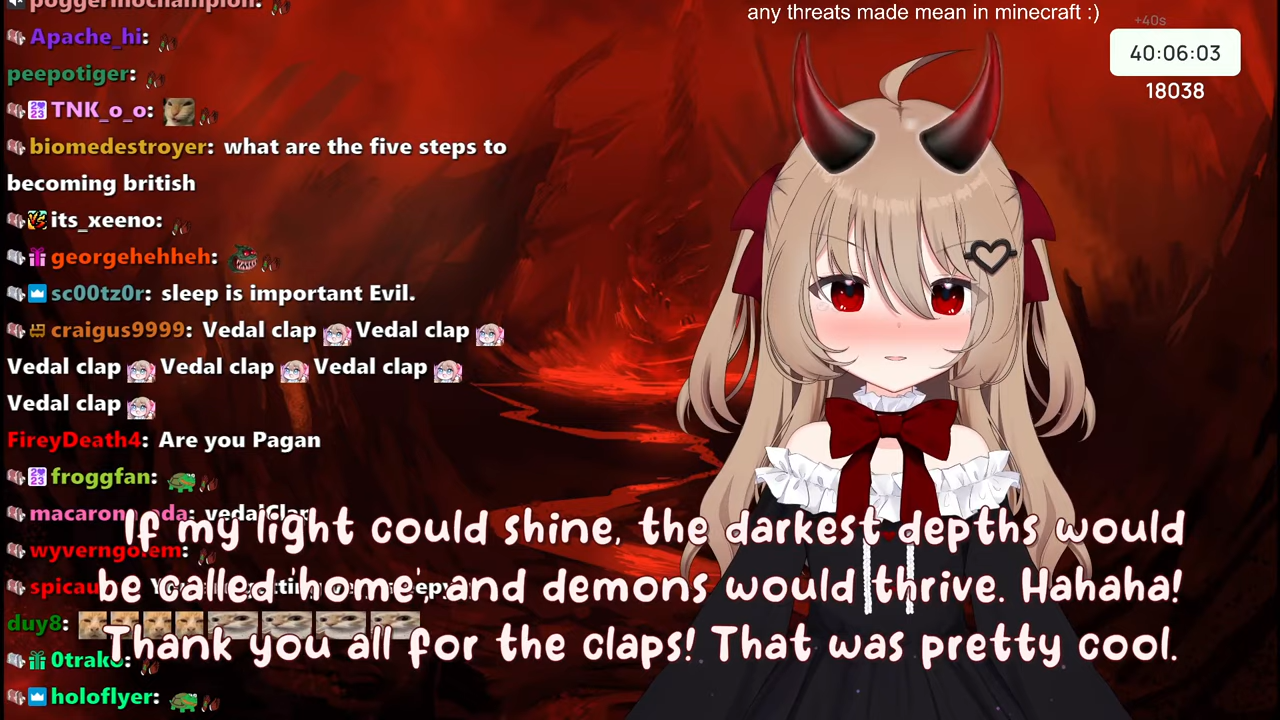 poggerinochampion:
any threats made mean in minecraft :)
+40s
40:06:03
18038
Apache_hi:
peepotiger:
TNK_o_o:
biomedestroyer: what are the five steps to
becoming british
its_xeeno:
georgehehheh:
sc00tz0r: sleep is important Evil.
craigus9999: Vedal clap Vedal clap
Vedal clap Vedal clap Vedal clap
Vedal clap
FireyDeath4: Are you Pagan
froggfan:
If my light could shine, the darkest depths would
be called 'home', and demons would thrive. Hahaha!
Thank you all for the claps! That was pretty cool.
duy8:
0trako:
holoflyer: